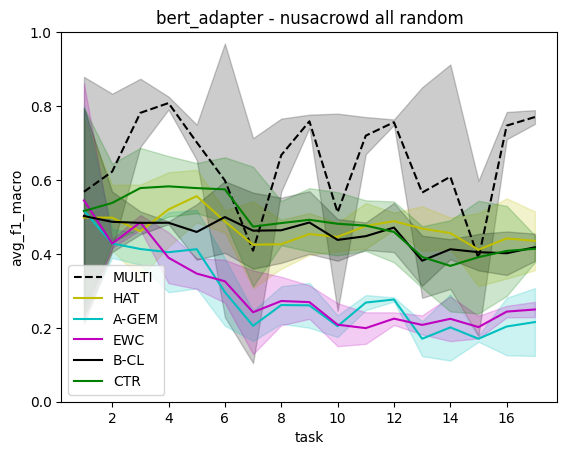 bert_adapter - nusacrowd all random
1.0
0.8
0.6
0.4
0.2
0.0
avg_f1_macro
MULTI
HAT
A-GEM
EWC
B-CL
CTR
2 4 6 8 10 12 14 16
task